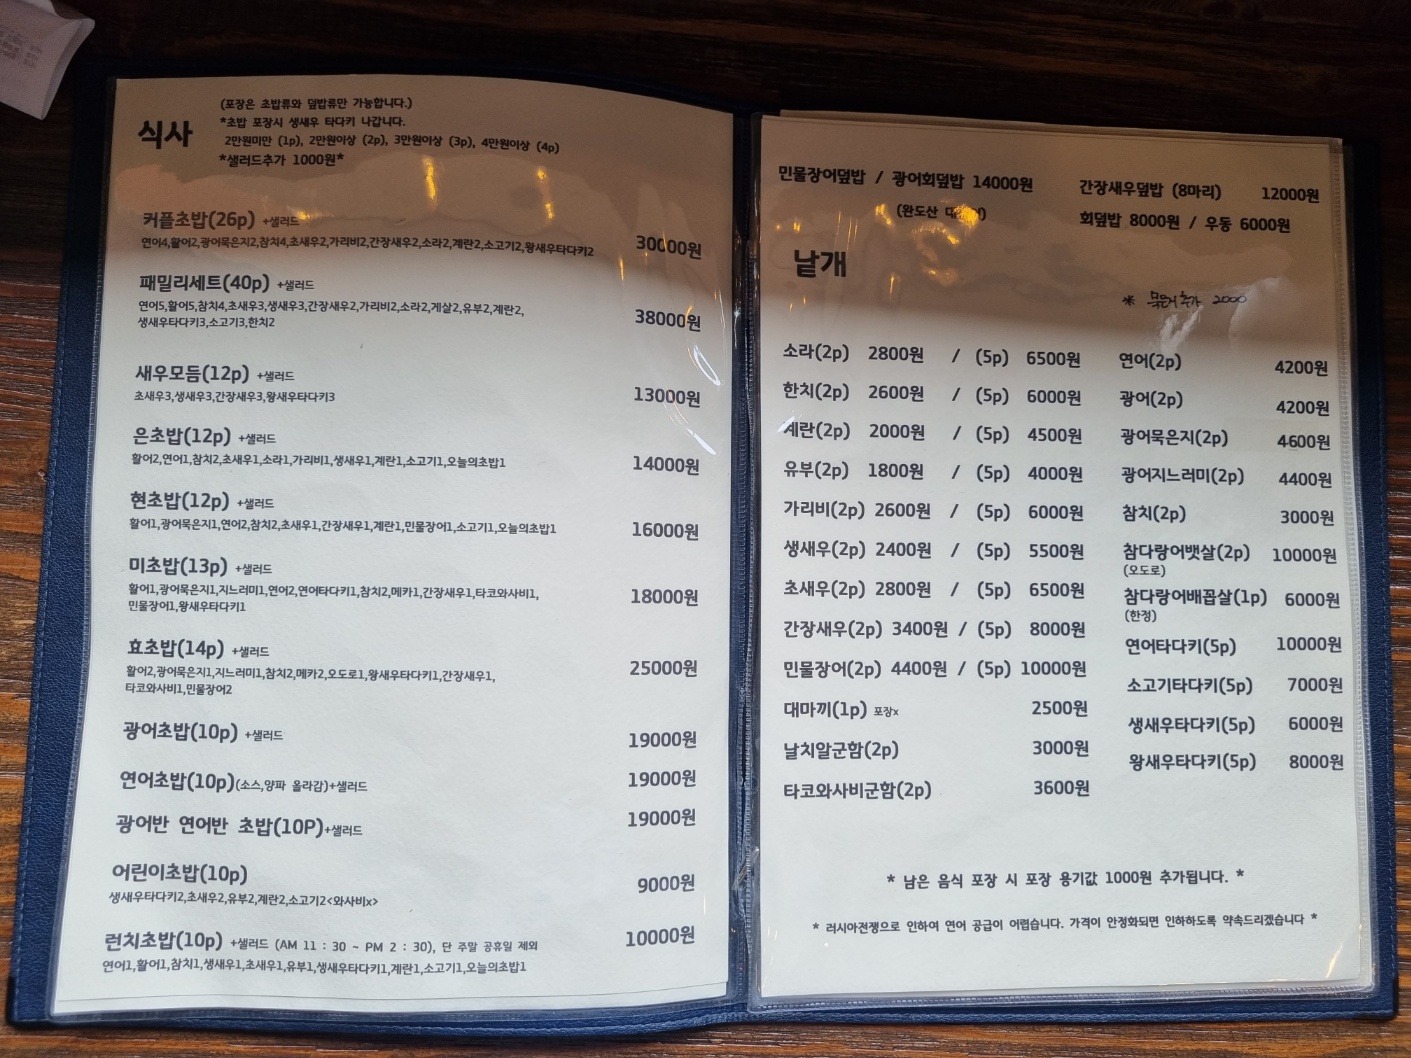 식사
(포장은 초밥류와 덮밥류만 가능합니다.)
*초밥 포장시 생새우 타다키 나갑니다.
2만원미만 (1p), 2만원이상 (2p), 3만원이상 (3p), 4만원이상 (4p)
*샐러드추가 1000원*
커플초밥(26p) +샐러드
연어4,활어2,광어묵은지2,참치4,초새우2,가리비2,간장새우2,소라2,계란2,소고기2,왕새우타다키2 30000원
패밀리세트(40p) +샐러드
연어5,활어5,참치4,초새우3,생새우3,간장새우2,가리비2,소라2,게살2,유부2,계란2,
생새우타다키3,소고기3,한치2 38000원
새우모듬(12p) +샐러드
초새우3,생새우3,간장새우3,왕새우타다키3 13000원
은초밥(12p) +샐러드
활어2,연어1,참치2,초새우1,소라1,가리비1,생새우1,계란1,소고기1,오늘의초밥1 14000원
현초밥(12p) +샐러드
활어1,광어묵은지1,연어2,참치2,초새우1,간장새우1,계란1,민물장어1,소고기1,오늘의초밥1 16000원
미초밥(13p) +샐러드
활어1,광어묵은지1,지느러미1,연어2,연어타다키1,참치2,메카1,간장새우1,타코와사비1, 18000원
민물장어1,왕새우타다키1
효초밥(14p) +샐러드
활어2,광어묵은지1,지느러미1,참치2,메카2,오도로1,왕새우타다키1,간장새우1, 25000원
타코와사비1,민물장어2
광어초밥(10p) +샐러드 19000원
연어초밥(10p)(소스,양파 올라감)+샐러드 19000원
광어반 연어반 초밥(10P)+샐러드 19000원
어린이초밥(10p) 9000원
생새우타다키2,초새우2,유부2,계란2,소고기2<와사비x>
런치초밥(10p) +샐러드 (AM 11 : 30 ~ PM 2 : 30), 단 주말 공휴일 제외 10000원
연어1,활어1,참치1,생새우1,초새우1,유부1,생새우타다키1,계란1,소고기1,오늘의초밥1
민물장어덮밥 / 광어회덮밥 14000원
(완도산
간장새우덮밥 (8마리) 12000원
회덮밥 8000원 / 우동 6000원
낱개
* 추가 2000
소라(2p) 2800원 / (5p) 6500원
한치(2p) 2600원 / (5p) 6000원
계란(2p) 2000원 / (5p) 4500원
유부(2p) 1800원 / (5p) 4000원
가리비(2p) 2600원 / (5p) 6000원
생새우(2p) 2400원 / (5p) 5500원
초새우(2p) 2800원 / (5p) 6500원
간장새우(2p) 3400원 / (5p) 8000원
민물장어(2p) 4400원 / (5p) 10000원
대마끼(1p) 포장x 2500원
날치알군함(2p) 3000원
타코와사비군함(2p) 3600원
연어(2p) 4200원
광어(2p) 4200원
광어묵은지(2p) 4600원
광어지느러미(2p) 4400원
참치(2p) 3000원
참다랑어뱃살(2p) 10000원
(오도로)
참다랑어배꼽살(1p) 6000원
(한정)
연어타다키(5p) 10000원
소고기타다키(5p) 7000원
생새우타다키(5p) 6000원
왕새우타다키(5p) 8000원
* 남은 음식 포장 시 포장 용기값 1000원 추가됩니다. *
* 러시아전쟁으로 인하여 연어 공급이 어렵습니다. 가격이 안정화되면 인하하도록 약속드리겠습니다 *